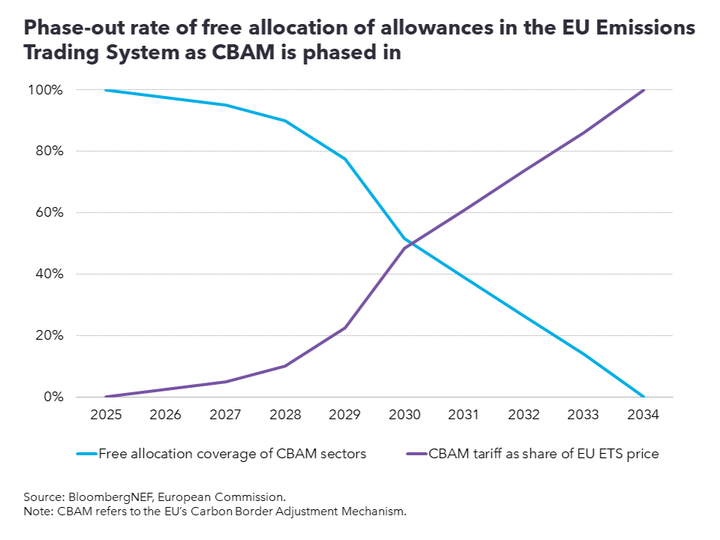 Phase-out rate of free allocation of allowances in the EU Emissions
Trading System as CBAM is phased in
100%
80%
60%
40%
20%
0%
2025 2026 2027 2028 2029 2030 2031 2032 2033 2034
Free allocation coverage of CBAM sectors CBAM tariff as share of EU ETS price
Source: BloombergNEF, European Commission.
Note: CBAM refers to the EU's Carbon Border Adjustment Mechanism.